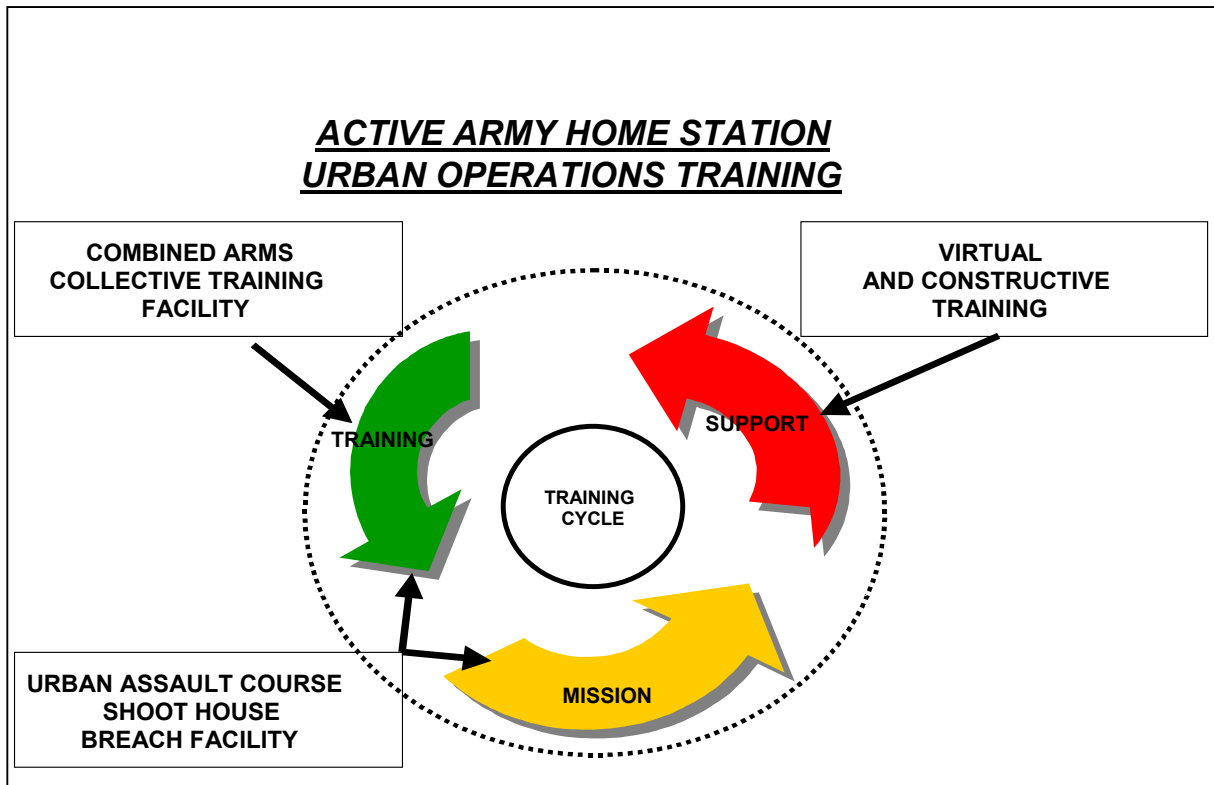 ACTIVE ARMY HOME STATION
URBAN OPERATIONS TRAINING
COMBINED ARMS
COLLECTIVE TRAINING
FACILITY
VIRTUAL
AND CONSTRUCTIVE
TRAINING
TRAINING
SUPPORT
TRAINING
CYCLE
MISSION
URBAN ASSAULT COURSE
SHOOT HOUSE
BREACH FACILITY